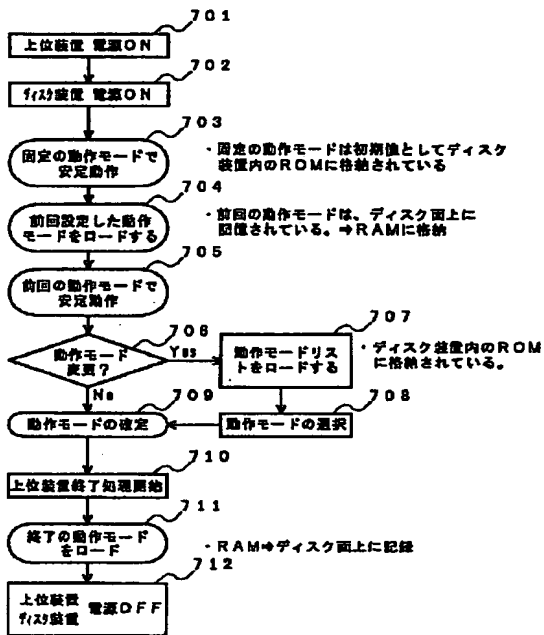 701
上位装置 電源ON
702
ディスク装置 電源ON
703
固定の動作モードで
安定動作
・固定の動作モードは初期値としてディスク
装置内のROMに格納されている
704
前回設定した動作
モードをロードする
・前回の動作モードは、ディスク面上に
記憶されている。⇒RAMに格納
705
前回の動作モードで
安定動作
706
動作モード
変更?
Yes
No
707
動作モードリス
トをロードする
・ディスク装置内のROM
に格納されている。
708
動作モードの選択
709
動作モードの確定
710
上位装置終了処理開始
711
終了の動作モード
をロード
・RAM⇒ディスク面上に記録
712
上位装置
ディスク装置 電源OFF